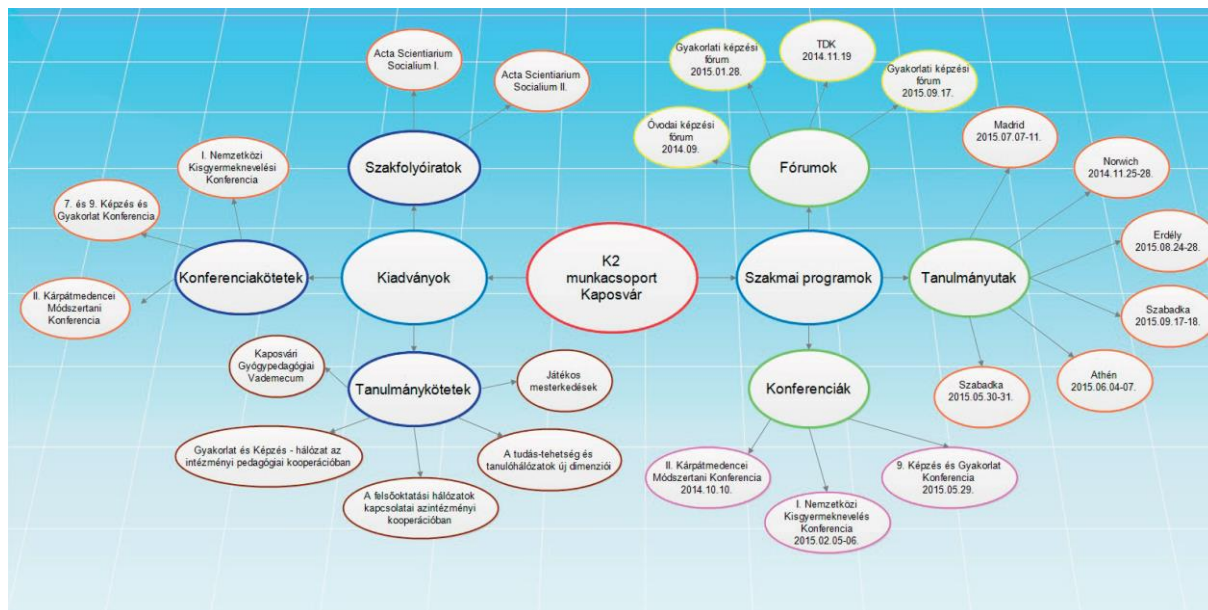 Acta Scientiarium
Socialium I.
Acta Scientiarium
Socialium II.
Szakfolyóiratok
I. Nemzetközi
Kisgyermeknevelési
Konferencia
7. és 9. Képzés és
Gyakorlat Konferencia
Konferenciakötetek
II. Kárpátmedencei
Módszertani
Konferencia
Kiadványok
Kaposvári
Gyógypedagógiai
Vademecum
Tanulmánykötetek
Játékos
mesterkedések
Gyakorlat és Képzés - hálózat az
intézményi pedagógiai kooperációban
A felsőoktatási hálózatok
kapcsolatai azintézményi
kooperációban
A tudás-tehetség és
tanulóhálózatok új dimenziói
K2
munkacsoport
Kaposvár
Szakmai programok
Gyakorlati képzési
fórum
2015.01.28.
TDK
2014.11.19
Gyakorlati képzési
fórum
2015.09.17.
Óvodai képzési
fórum
2014.09.
Fórumok
Madrid
2015.07.07-11.
Norwich
2014.11.25-28.
Erdély
2015.08.24-28.
Tanulmányutak
Szabadka
2015.09.17-18.
Athén
2015.06.04-07.
Szabadka
2015.05.30-31.
Konferenciák
II. Kárpátmedencei
Módszertani Konferencia
2014.10.10.
I. Nemzetközi
Kisgyermeknevelés
Konferencia
2015.02.05-06.
9. Képzés és Gyakorlat
Konferencia
2015.05.29.